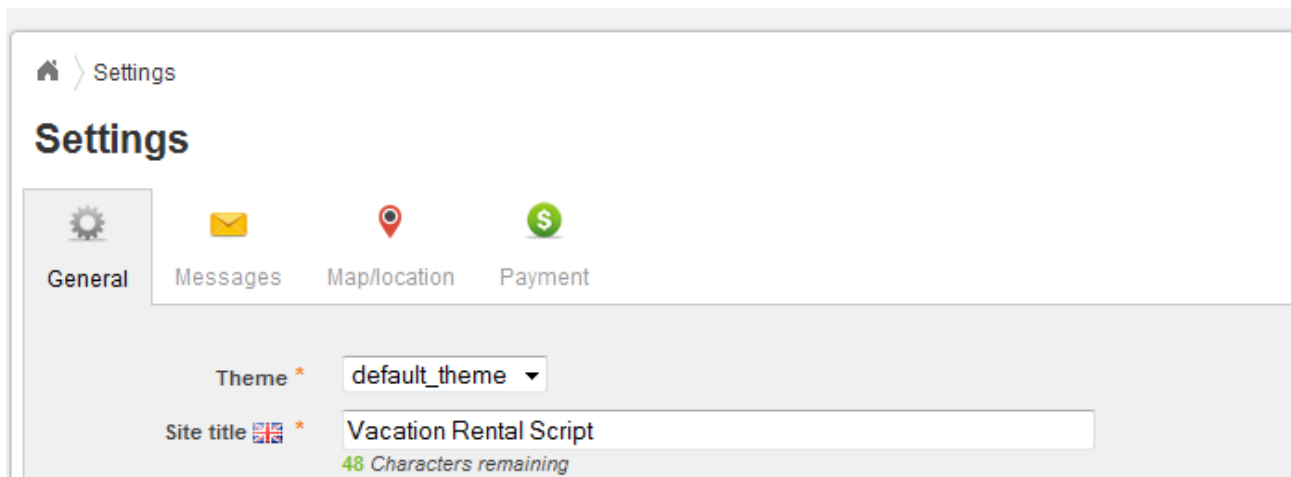 Settings
Settings
General Messages Map/location Payment
Theme * default_theme
Site title * Vacation Rental Script
48 Characters remaining